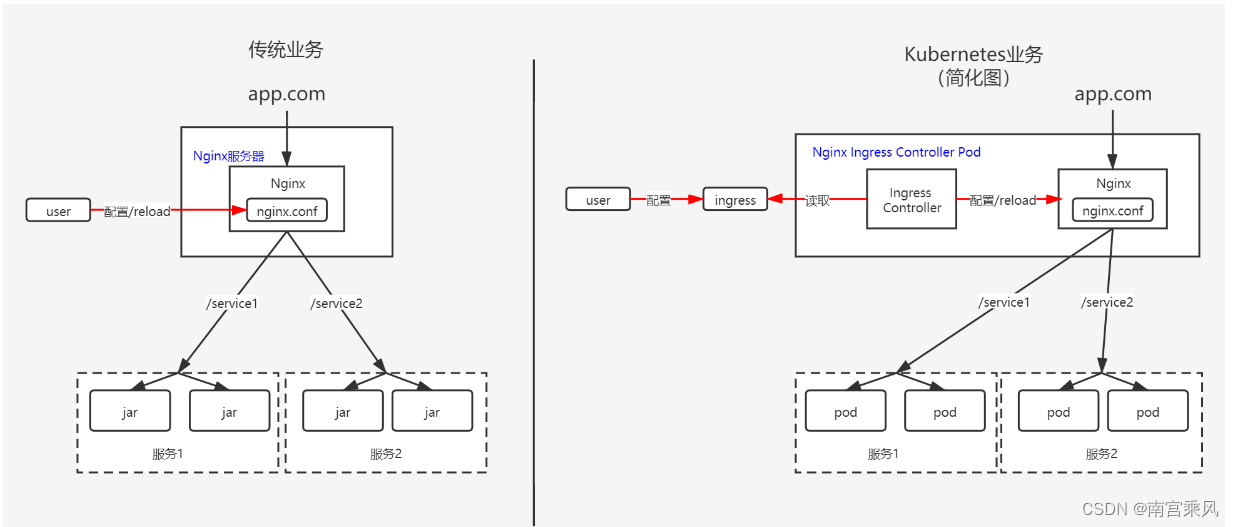 传统业务
app.com
Nginx服务器
Nginx
user
配置/reload
nginx.conf
/service1
/service2
jar
jar
jar
jar
服务1
服务2
Kubernetes业务
（简化图）
app.com
Nginx Ingress Controller Pod
user
配置
ingress
读取
Ingress
Controller
配置/reload
Nginx
nginx.conf
/service1
/service2
pod
pod
pod
pod
服务1
服务2
CSDN @南宫乘风